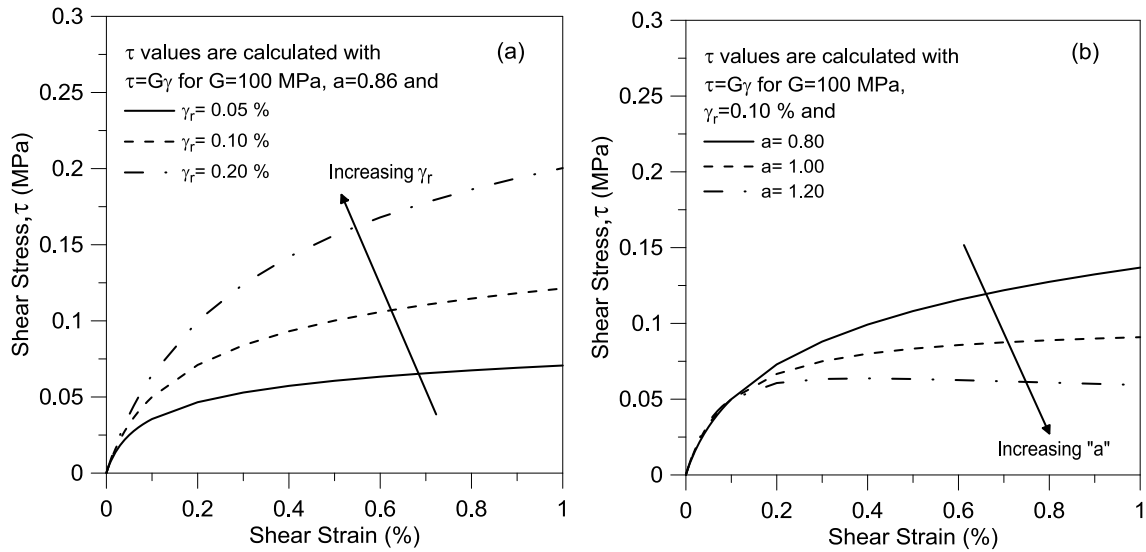 0.3
0.25
0.2
0.15
0.1
0.05
0
Shear Stress,τ (MPa)
τ values are calculated with
τ=Gγ for G=100 MPa, a=0.86 and
γr= 0.05 %
γr= 0.10 %
γr= 0.20 %
(a)
Increasing γr
0 0.2 0.4 0.6 0.8 1
Shear Strain (%)
0.3
0.25
0.2
0.15
0.1
0.05
0
Shear Stress,τ (MPa)
τ values are calculated with
τ=Gγ for G=100 MPa,
γr=0.10 % and
a= 0.80
a= 1.00
a= 1.20
(b)
Increasing "a"
0 0.2 0.4 0.6 0.8 1
Shear Strain (%)